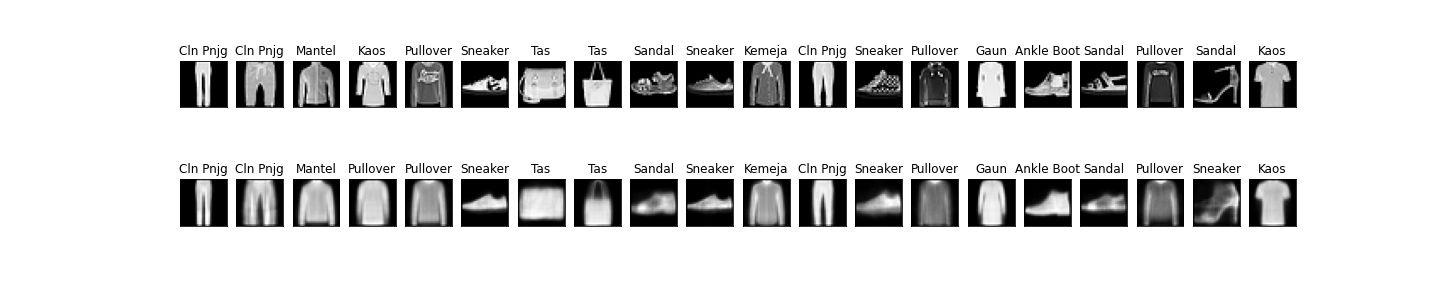 Cln Pnjg Cln Pnjg Mantel Kaos Pullover Sneaker Tas Tas Sandal Sneaker Kemeja Cln Pnjg Sneaker Pullover Gaun Ankle Boot Sandal Pullover Sandal Kaos
Cln Pnjg Cln Pnjg Mantel Pullover Pullover Sneaker Tas Tas Sandal Sneaker Kemeja Cln Pnjg Sneaker Pullover Gaun Ankle Boot Sandal Pullover Sneaker Kaos